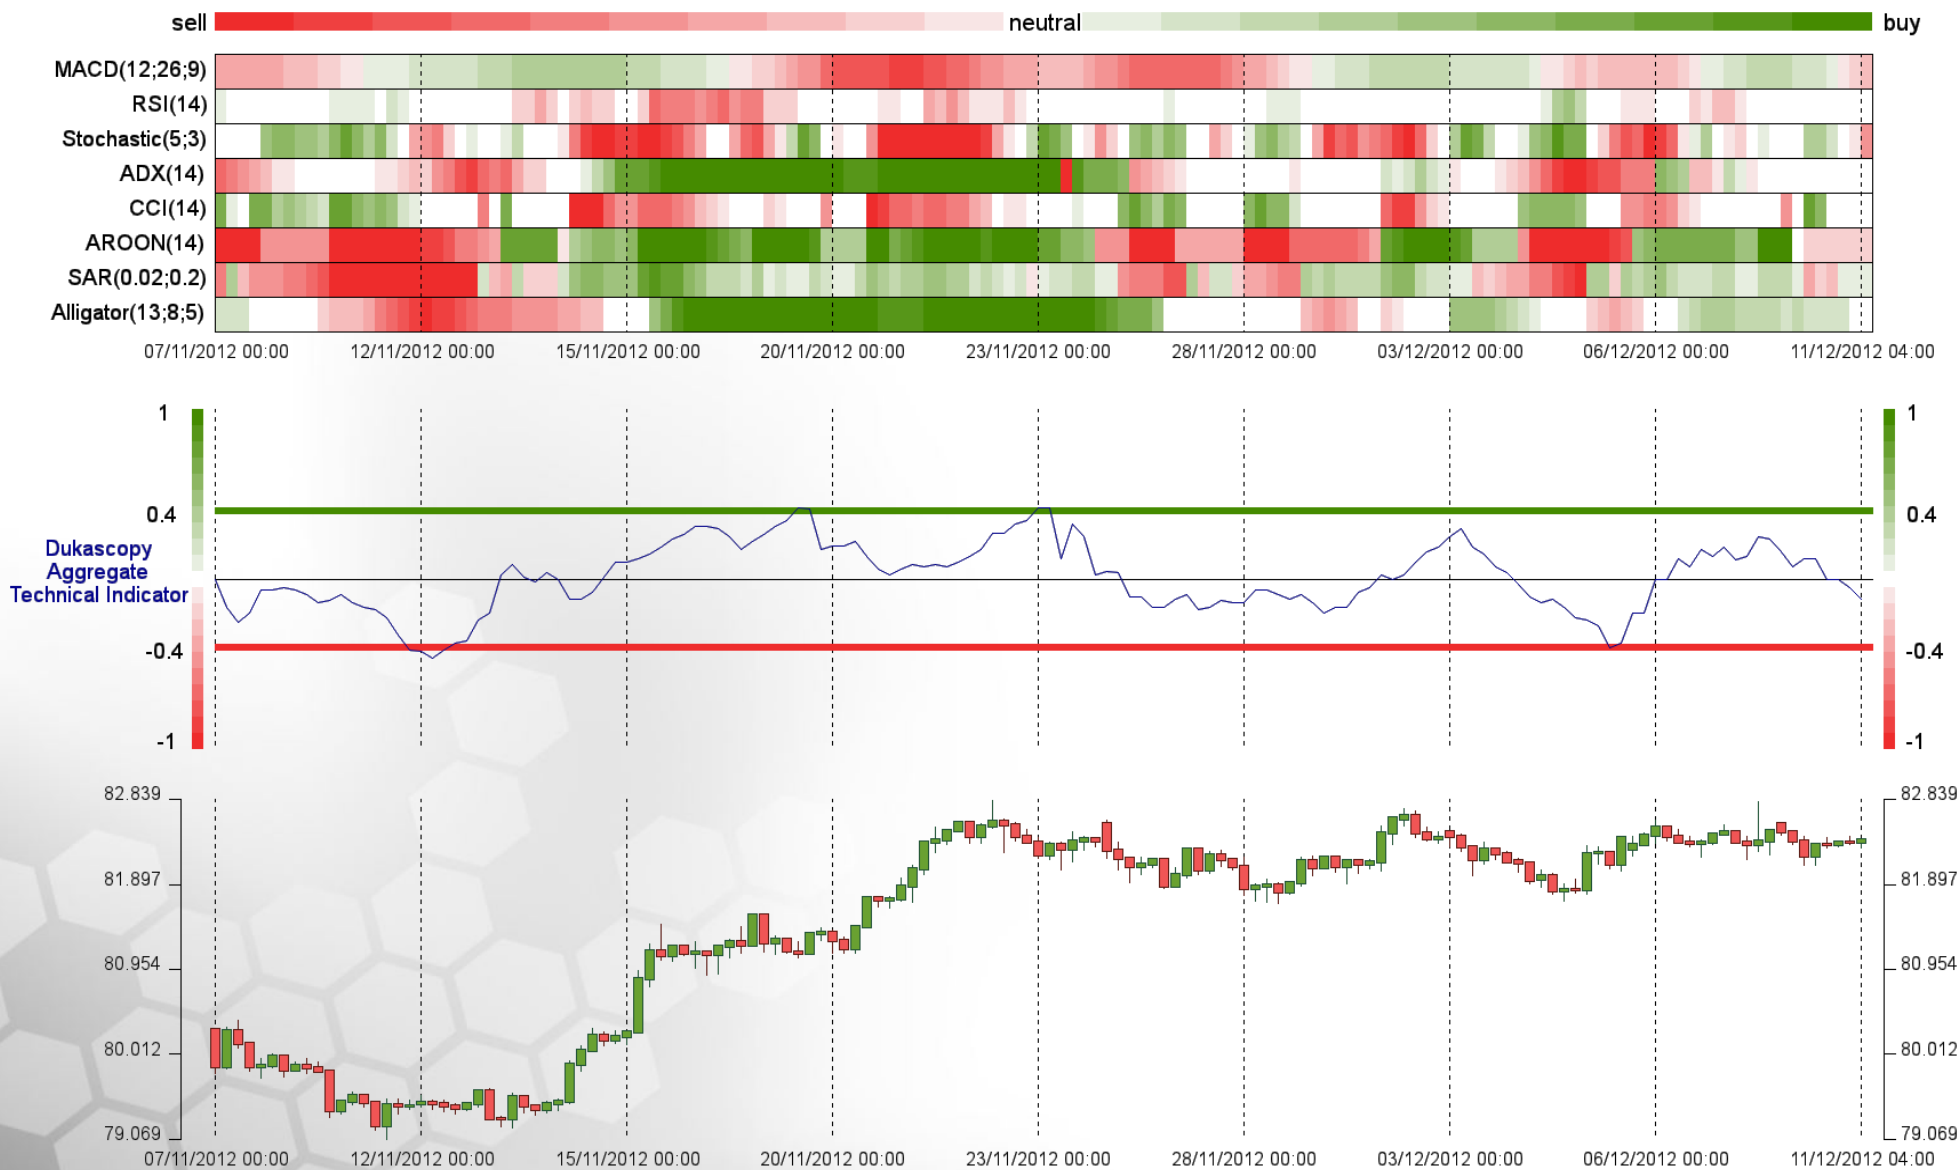 sell neutral buy
MACD(12;26;9)
RSI(14)
Stochastic(5;3)
ADX(14)
CCI(14)
AROON(14)
SAR(0.02;0.2)
Alligator(13;8;5)
07/11/2012 00:00 12/11/2012 00:00 15/11/2012 00:00 20/11/2012 00:00 23/11/2012 00:00 28/11/2012 00:00 03/12/2012 00:00 06/12/2012 00:00 11/12/2012 04:00
1 1
0.4 0.4
Dukascopy
Aggregate
Technical Indicator
-0.4 -0.4
-1 -1
82.839 82.839
81.897 81.897
80.954 80.954
80.012 80.012
79.069 79.069
07/11/2012 00:00 12/11/2012 00:00 15/11/2012 00:00 20/11/2012 00:00 23/11/2012 00:00 28/11/2012 00:00 03/12/2012 00:00 06/12/2012 00:00 11/12/2012 04:00